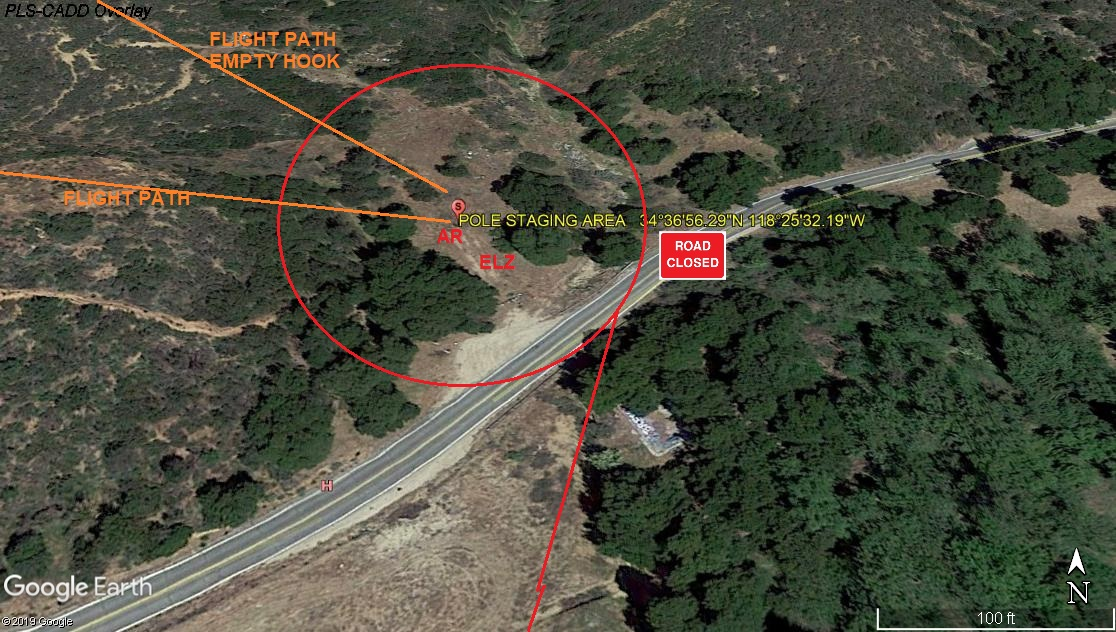 PLS-CADD Overlay
FLIGHT PATH
EMPTY HOOK
FLIGHT PATH
S
POLE STAGING AREA 34°36'56.29"N 118°25'32.19"W
AR
ELZ
ROAD
CLOSED
H
Google Earth
©2019 Google
N
100 ft